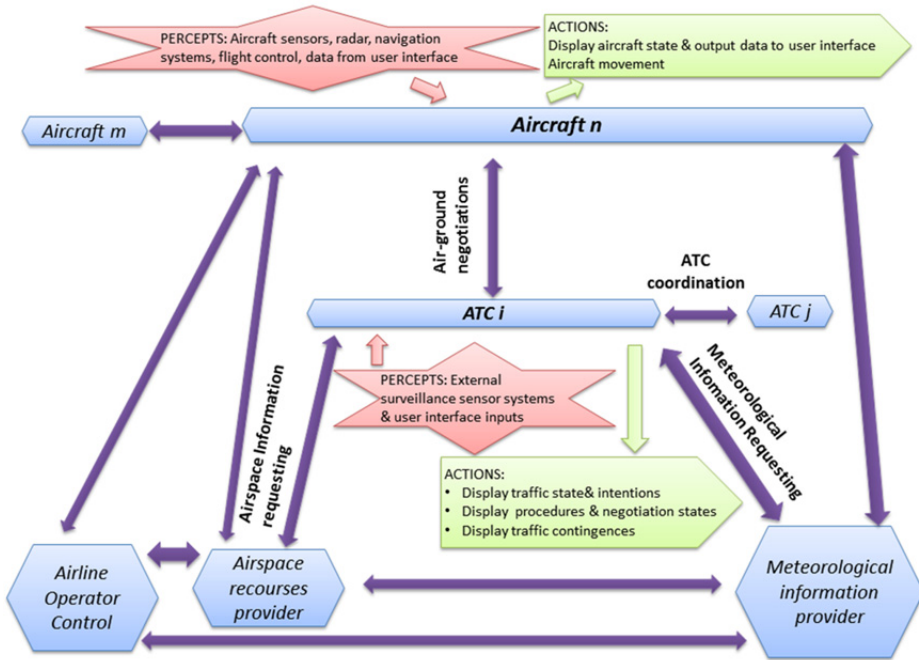 PERCEPTS: Aircraft sensors, radar, navigation
systems, flight control, data from user interface
ACTIONS:
Display aircraft state & output data to user interface
Aircraft movement
Aircraft m
Aircraft n
Air-ground
negotiations
ATC
coordination
ATC i
ATC j
PERCEPTS: External
surveillance sensor systems
& user interface inputs
Meteorological
Infomation Requesting
Airspace Information
requesting
ACTIONS:
• Display traffic state& intentions
• Display procedures & negotiation states
• Display traffic contingences
Airline
Operator
Control
Airspace
recourses
provider
Meteorological
information
provider